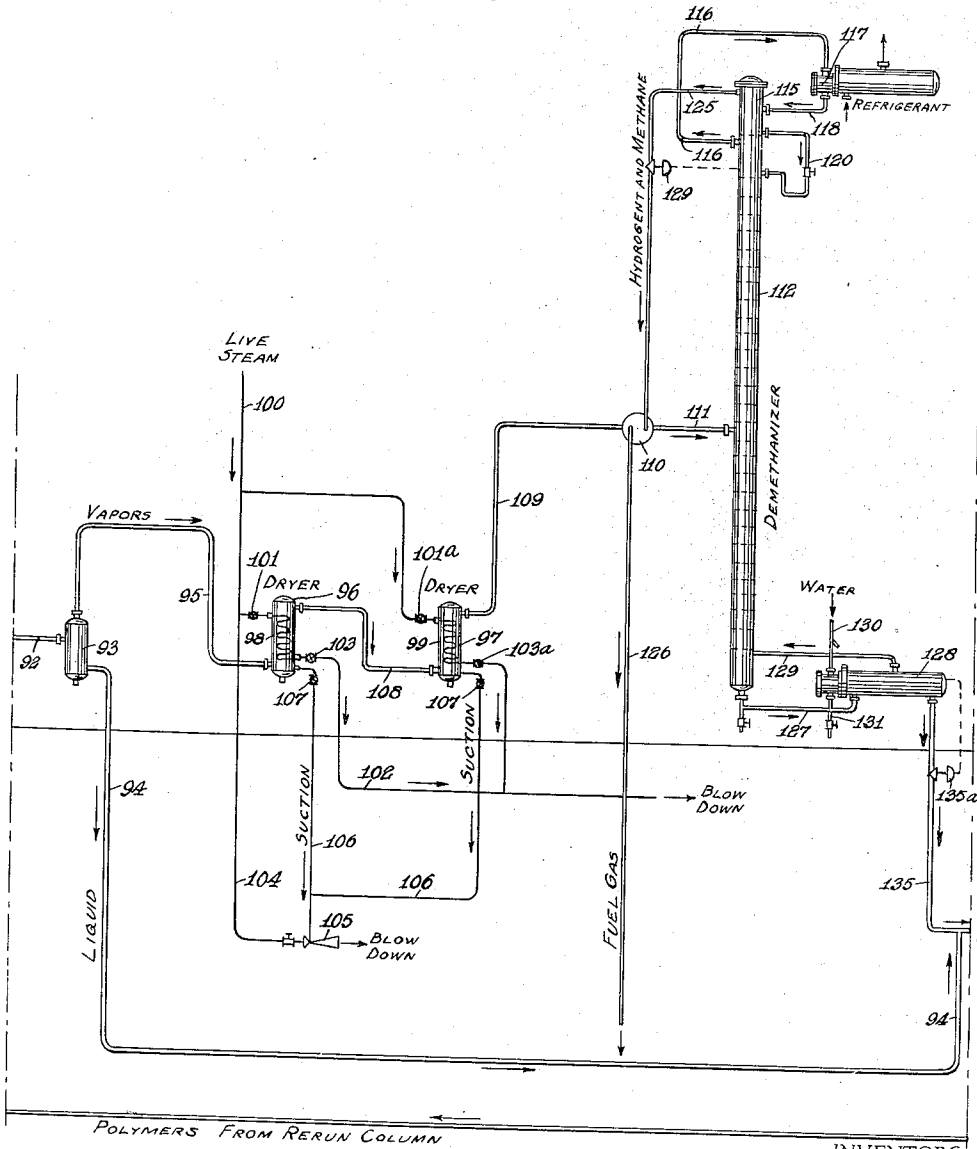 116
117
115
125
REFRIGERANT
118
116
120
129
HYDROGENT AND METHANE
112
LIVE
STEAM
100
111
110
DEMETHANIZER
109
VAPORS
101a
101
DRYER
96
DRYER
WATER
95
98
99
97
130
92
93
103
103a
126
128
129
107
108
107
127
131
SUCTION
94
102
BLOW
DOWN
135a
SUCTION
106
104
106
135
LIQUID
105
BLOW
DOWN
FUEL GAS
94
POLYMERS FROM RERUN COLUMN
INVENTORS